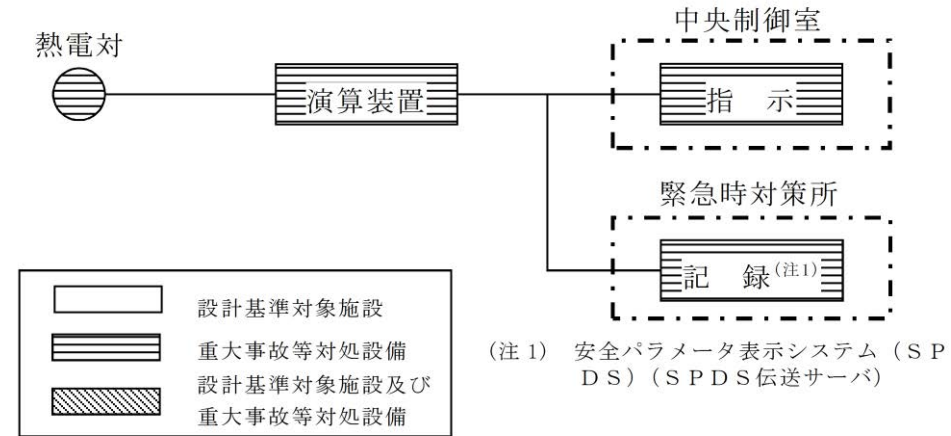 中央制御室
熱電対
演算装置
指　示
緊急時対策所
記　録(注1)
設計基準対象施設
重大事故等対処設備
設計基準対象施設及び
重大事故等対処設備
(注1)　安全パラメータ表示システム（ＳＰ
ＤＳ）（ＳＰＤＳ伝送サーバ）